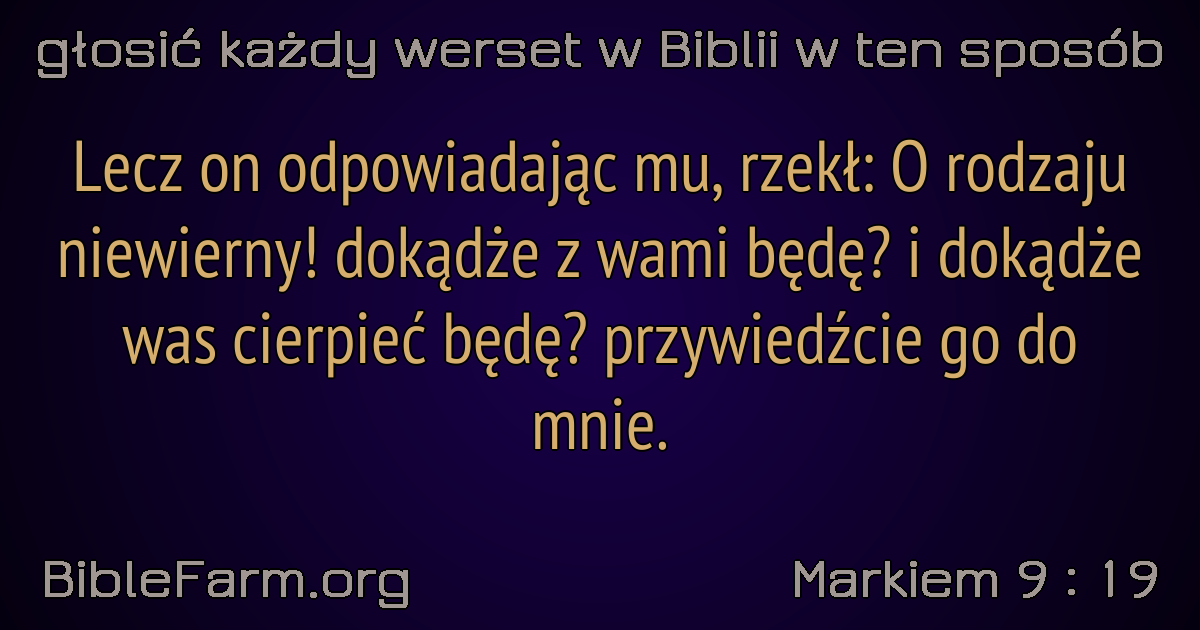 głosić każdy werset w Biblii w ten sposób
Lecz on odpowiadając mu, rzekł: O rodzaju
niewierny! dokądże z wami będę? i dokądże
was cierpieć będę? przywiedźcie go do
mnie.
BibleFarm.org
Markiem 9 : 19